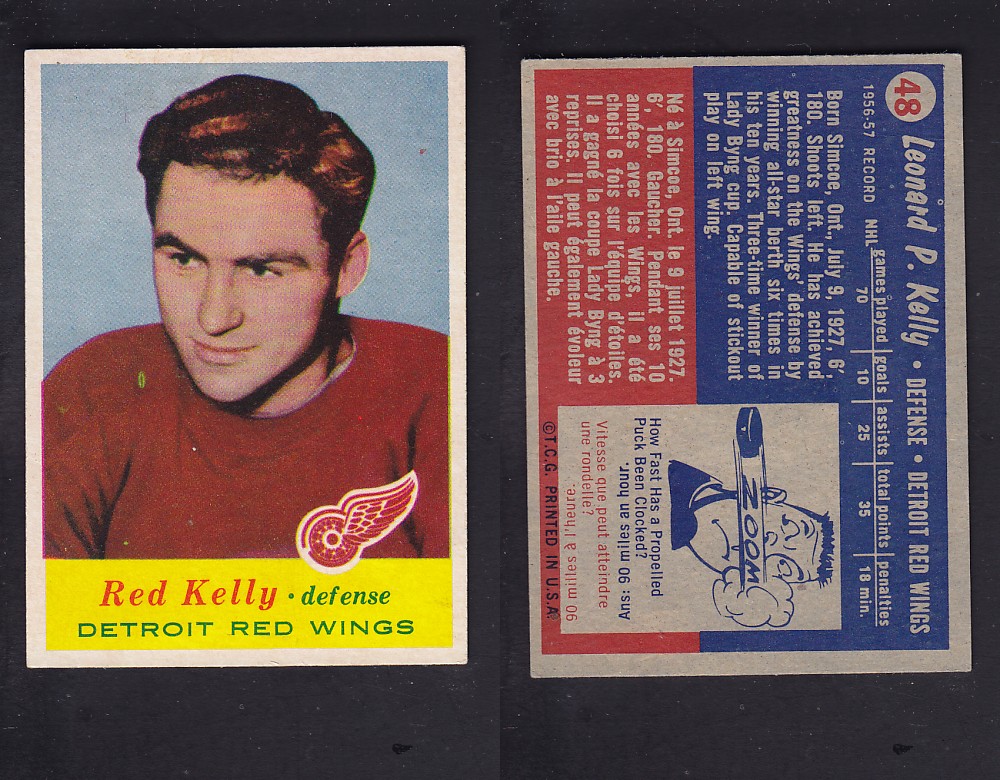 Red Kelly • defense
DETROIT RED WINGS
48 Leonard P. Kelly • DEFENSE • DETROIT RED WINGS
1956-57 RECORD games played goals assists total points penalties
NHL 70 10 25 35 18 min.
Born Simcoe, Ont., July 9, 1927, 6',
180. Shoots left. He has achieved
greatness on the Wings' defense by
winning all-star berth six times in
his ten years. Three-time winner of
Lady Byng cup. Capable of stickout
play on left wing.
Né à Simcoe, Ont. le 9 juillet 1927.
6', 180. Gaucher. Pendant ses 10
années avec les Wings, il a été
choisi 6 fois sur l'équipe d'étoiles.
Il a gagné la coupe Lady Byng à 3
reprises. Il peut également évoluer
avec brio à l'aile gauche.
ZOOM
How Fast Has a Propelled
Puck Been Clocked?
Ans: 90 milles an hour.
Vitesse que peut atteindre
une rondelle?
90 milles à l'heure.
©T.C.G. PRINTED IN U.S.A.